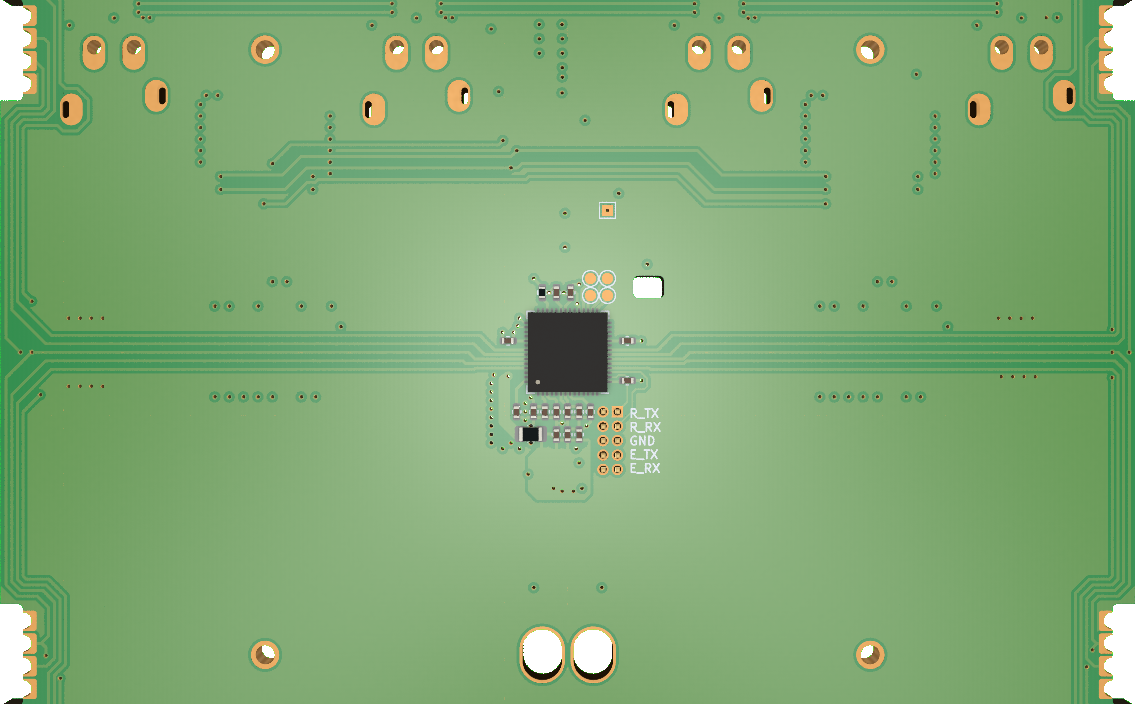 R_TX
R_RX
GND
E_TX
E_RX